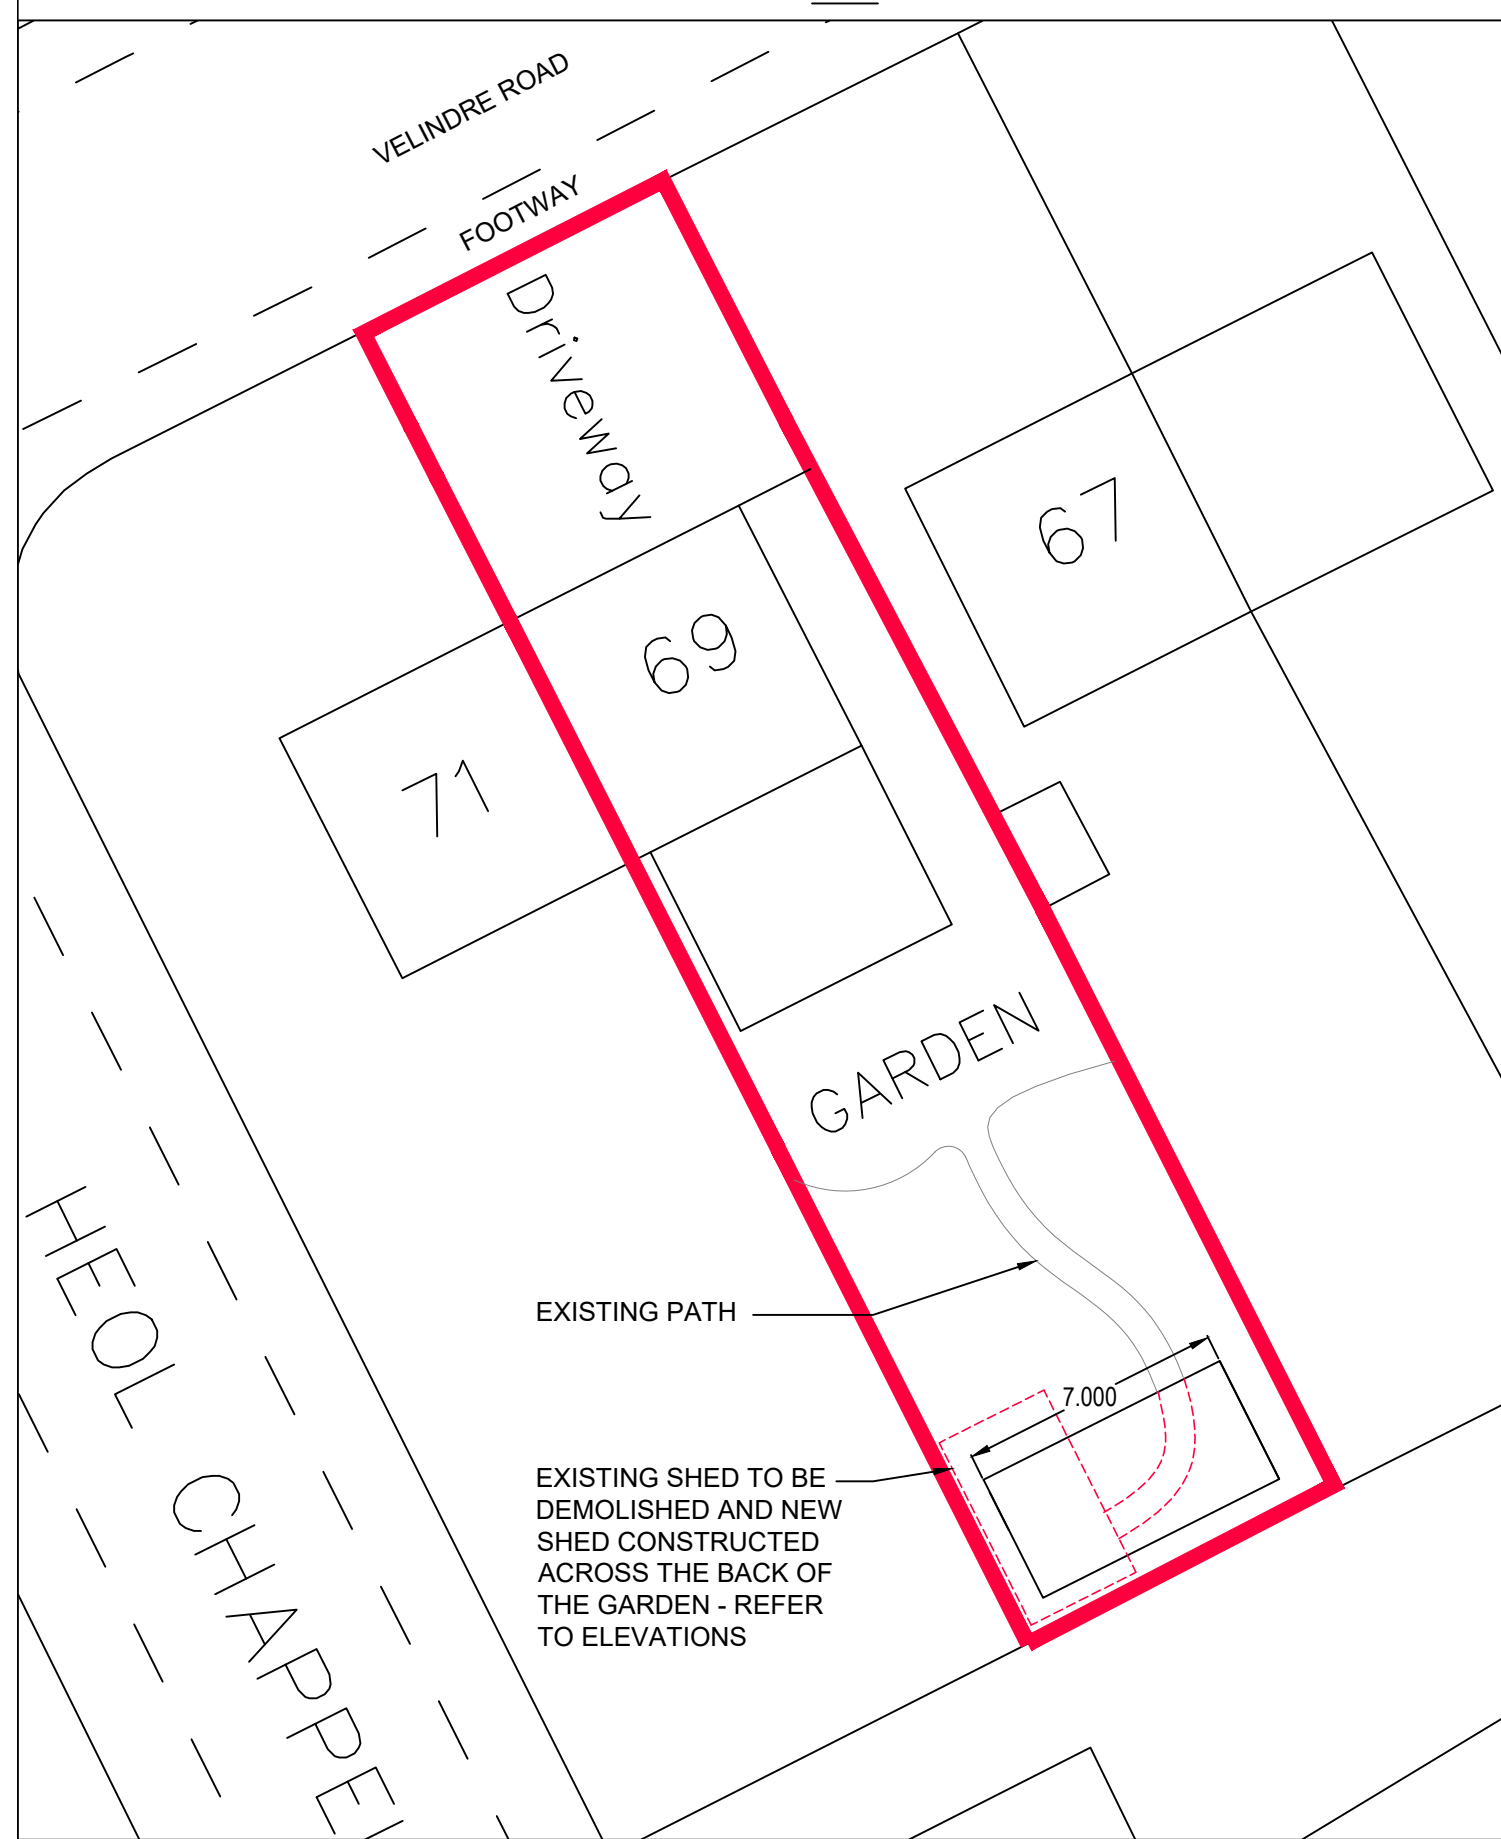 VELINDRE ROAD
FOOTWAY
Driveway
67
69
71
GARDEN
EXISTING PATH
7.000
EXISTING SHED TO BE
DEMOLISHED AND NEW
SHED CONSTRUCTED
ACROSS THE BACK OF
THE GARDEN - REFER
TO ELEVATIONS
HEOL CHAPPEL